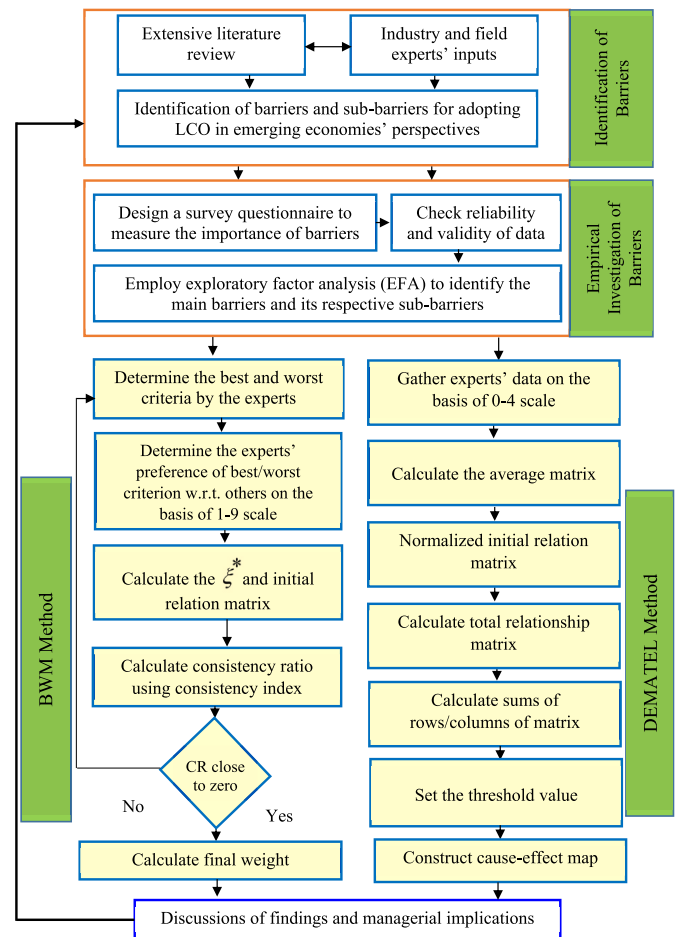 Extensive literature
review
Industry and field
experts' inputs
Identification of barriers and sub-barriers for adopting
LCO in emerging economies' perspectives
Identification of
Barriers
Design a survey questionnaire to
measure the importance of barriers
Check reliability
and validity of data
Employ exploratory factor analysis (EFA) to identify the
main barriers and its respective sub-barriers
Empirical
Investigation of
Barriers
Determine the best and worst
criteria by the experts
Determine the experts'
preference of best/worst
criterion w.r.t. others on the
basis of 1-9 scale
Calculate the ξ* and initial
relation matrix
Calculate consistency ratio
using consistency index
CR close
to zero
No
Yes
Calculate final weight
BWM Method
Gather experts' data on the
basis of 0-4 scale
Calculate the average matrix
Normalized initial relation
matrix
Calculate total relationship
matrix
Calculate sums of
rows/columns of matrix
Set the threshold value
Construct cause-effect map
DEMATEL Method
Discussions of findings and managerial implications